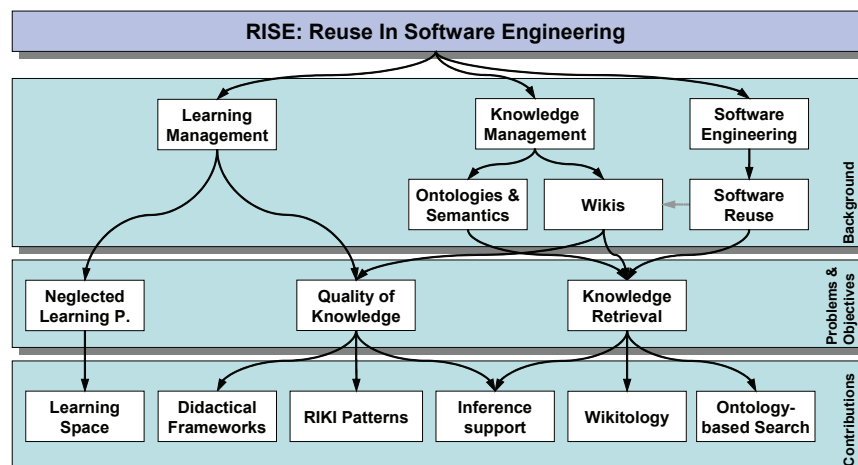 RISE: Reuse In Software Engineering
Learning
Management
Knowledge
Management
Software
Engineering
Ontologies &
Semantics
Wikis
Software
Reuse
Background
Neglected
Learning P.
Quality of
Knowledge
Knowledge
Retrieval
Problems &
Objectives
Learning
Space
Didactical
Frameworks
RIKI Patterns
Inference
support
Wikitology
Ontology-
based Search
Contributions